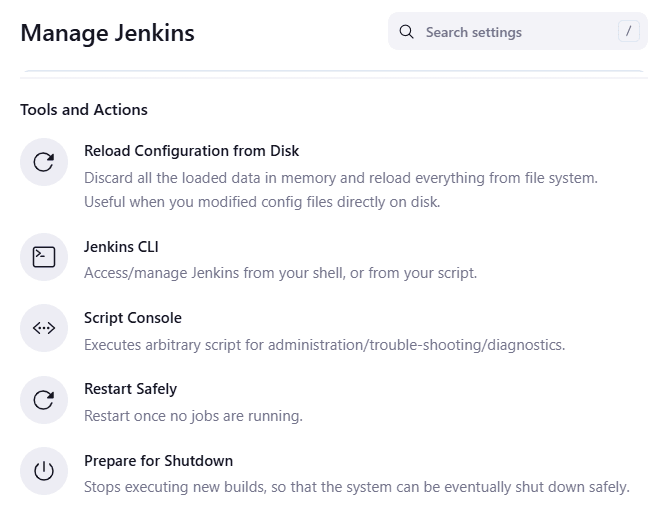 Manage Jenkins
Search settings
/
Tools and Actions
Reload Configuration from Disk
Discard all the loaded data in memory and reload everything from file system.
Useful when you modified config files directly on disk.
Jenkins CLI
Access/manage Jenkins from your shell, or from your script.
Script Console
Executes arbitrary script for administration/trouble-shooting/diagnostics.
Restart Safely
Restart once no jobs are running.
Prepare for Shutdown
Stops executing new builds, so that the system can be eventually shut down safely.